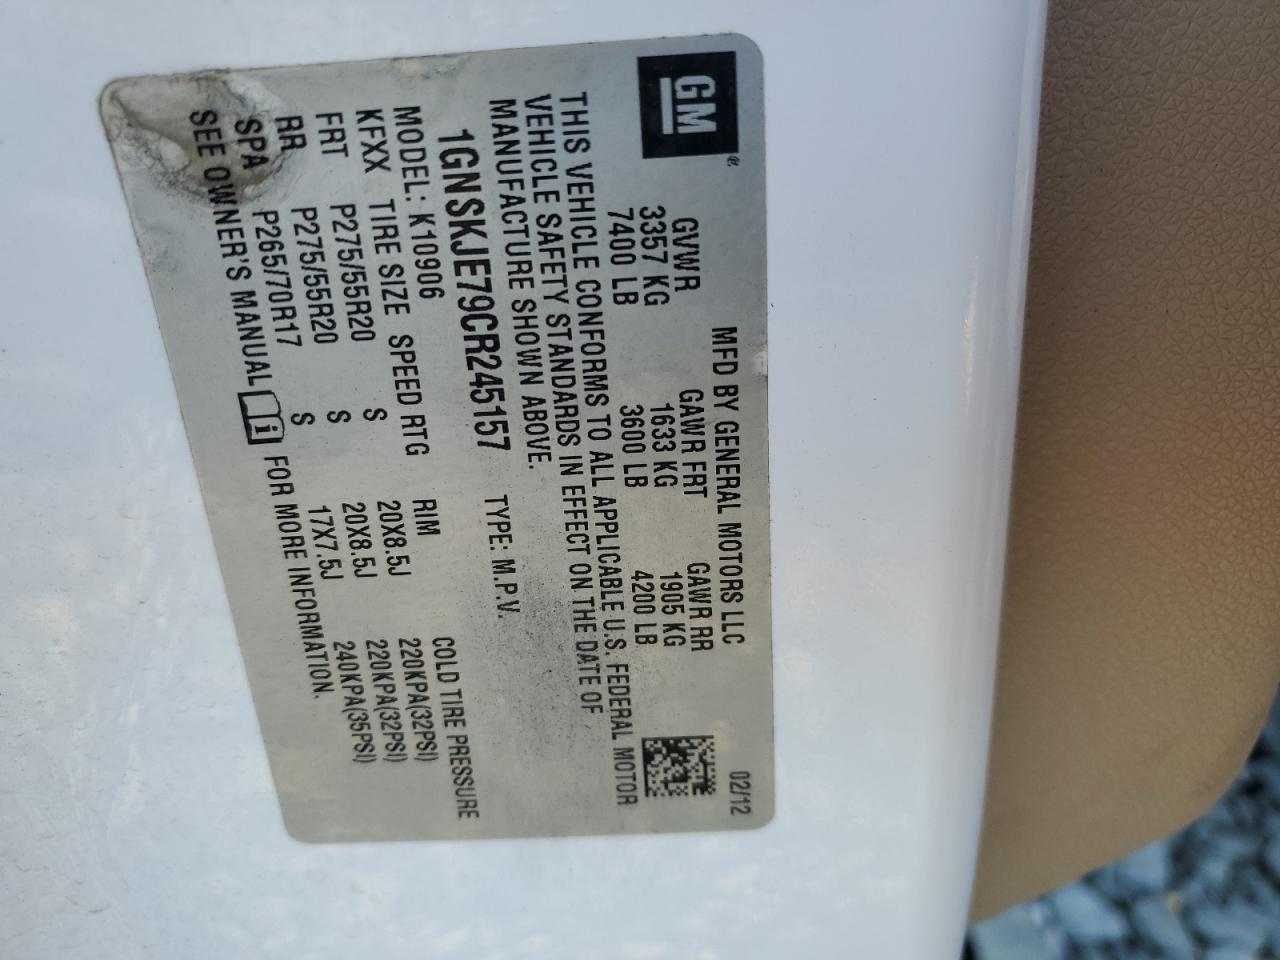 GM®
MFD BY GENERAL MOTORS LLC 02/12
GVWR GAWR FRT GAWR RR
3357 KG 1633 KG 1905 KG
7400 LB 3600 LB 4200 LB
THIS VEHICLE CONFORMS TO ALL APPLICABLE U.S. FEDERAL MOTOR
VEHICLE SAFETY STANDARDS IN EFFECT ON THE DATE OF
MANUFACTURE SHOWN ABOVE.
1GNSKJE79CR245157 TYPE: M.P.V.
MODEL: K10906
KFXX TIRE SIZE SPEED RTG RIM COLD TIRE PRESSURE
FRT P275/55R20 S 20X8.5J 220KPA(32PSI)
RR P275/55R20 S 20X8.5J 220KPA(32PSI)
SPA P265/70R17 S 17X7.5J 240KPA(35PSI)
SEE OWNER'S MANUAL i FOR MORE INFORMATION.